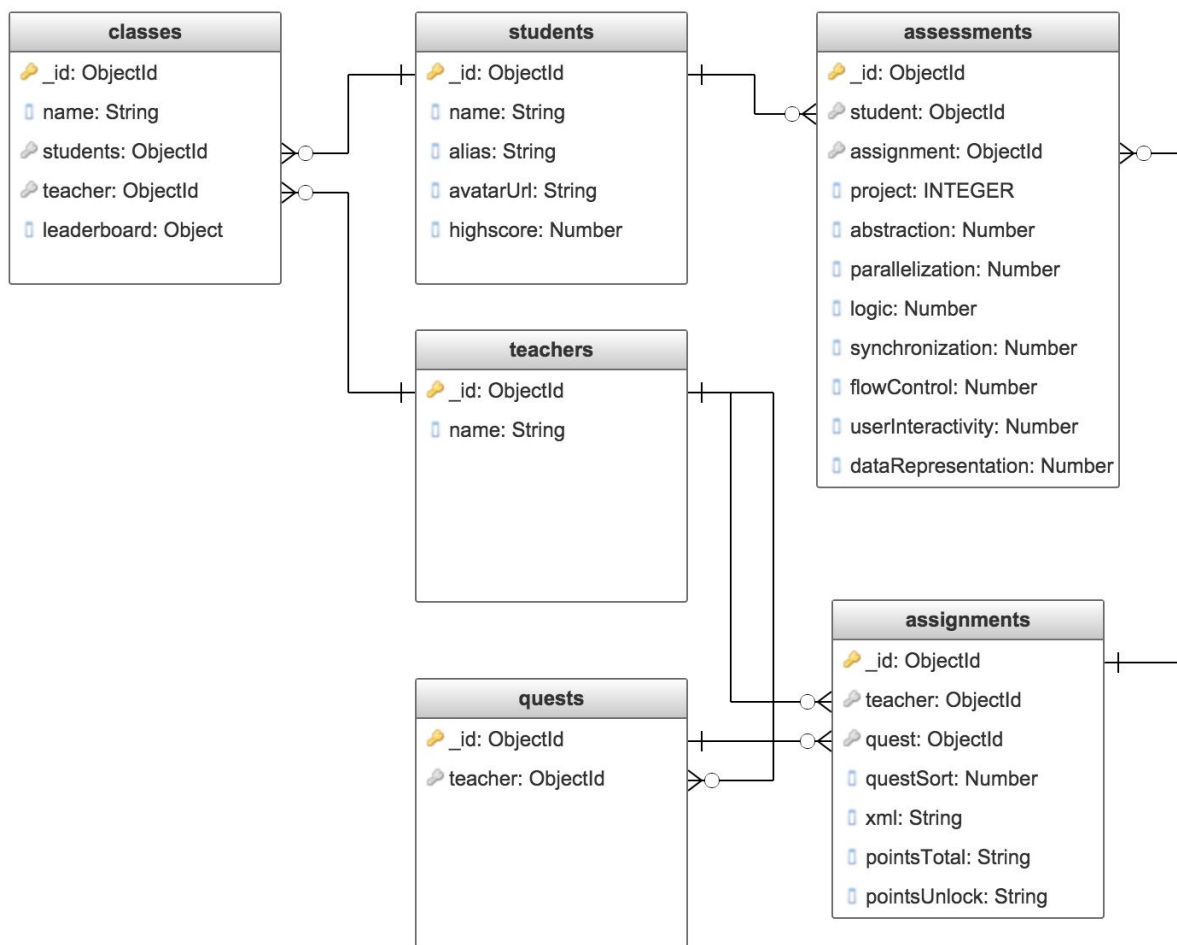 classes
_id: ObjectId
name: String
students: ObjectId
teacher: ObjectId
leaderboard: Object
students
_id: ObjectId
name: String
alias: String
avatarUrl: String
highscore: Number
assessments
_id: ObjectId
student: ObjectId
assignment: ObjectId
project: INTEGER
abstraction: Number
parallelization: Number
logic: Number
synchronization: Number
flowControl: Number
userInteractivity: Number
dataRepresentation: Number
teachers
_id: ObjectId
name: String
quests
_id: ObjectId
teacher: ObjectId
assignments
_id: ObjectId
teacher: ObjectId
quest: ObjectId
questSort: Number
xml: String
pointsTotal: String
pointsUnlock: String